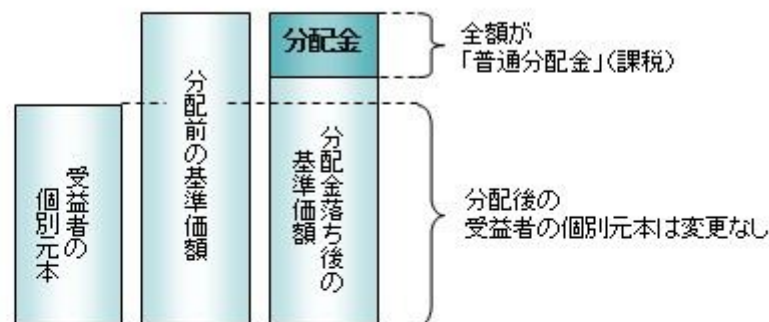 受益者の
個別元本
分配前の基準価額
分配金
分配金落ち後の
基準価額
全額が
「普通分配金」(課税)
分配後の
受益者の個別元本は変更なし